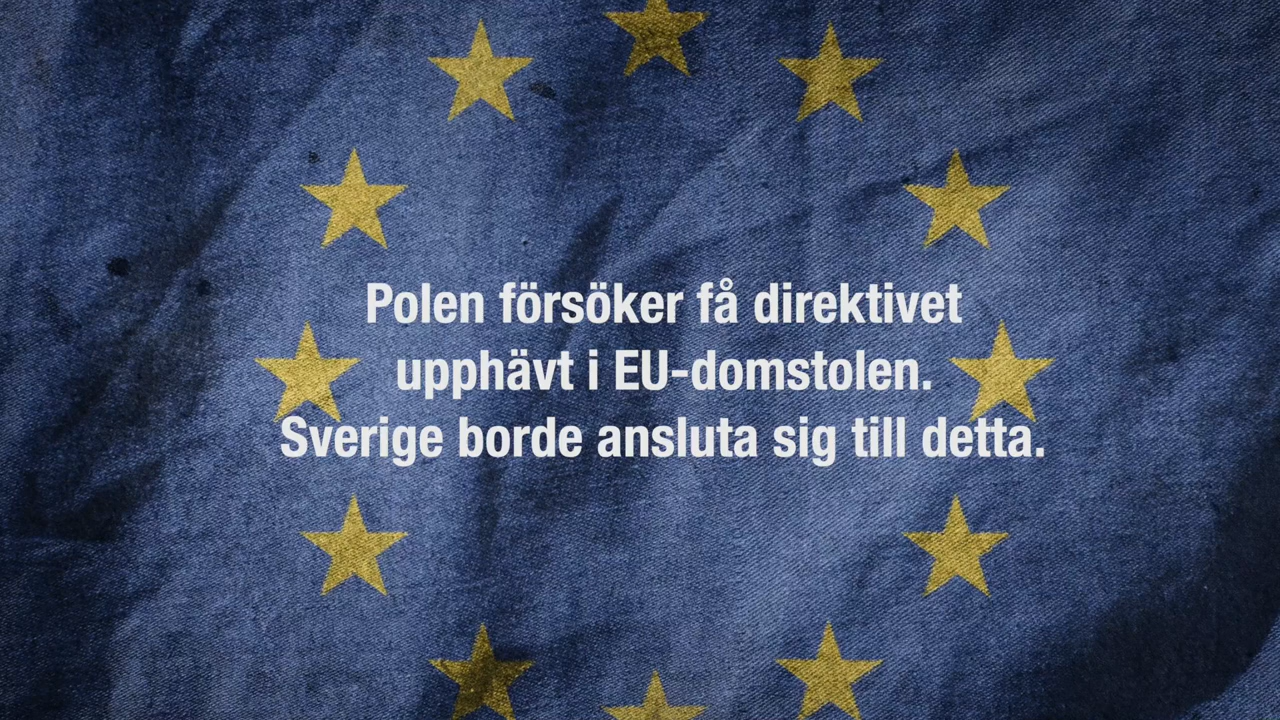 Polen försöker få direktivet
upphävt i EU-domstolen.
Sverige borde ansluta sig till detta.